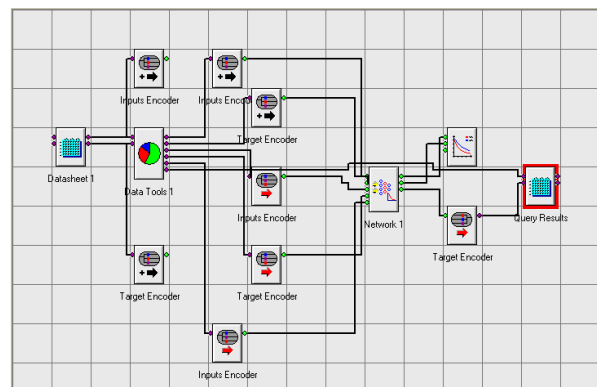 Inputs Encoder
Inputs Encoder
Target Encoder
Datasheet 1
Data Tools 1
Inputs Encoder
Network 1
Query Results
Target Encoder
Target Encoder
Target Encoder
Inputs Encoder